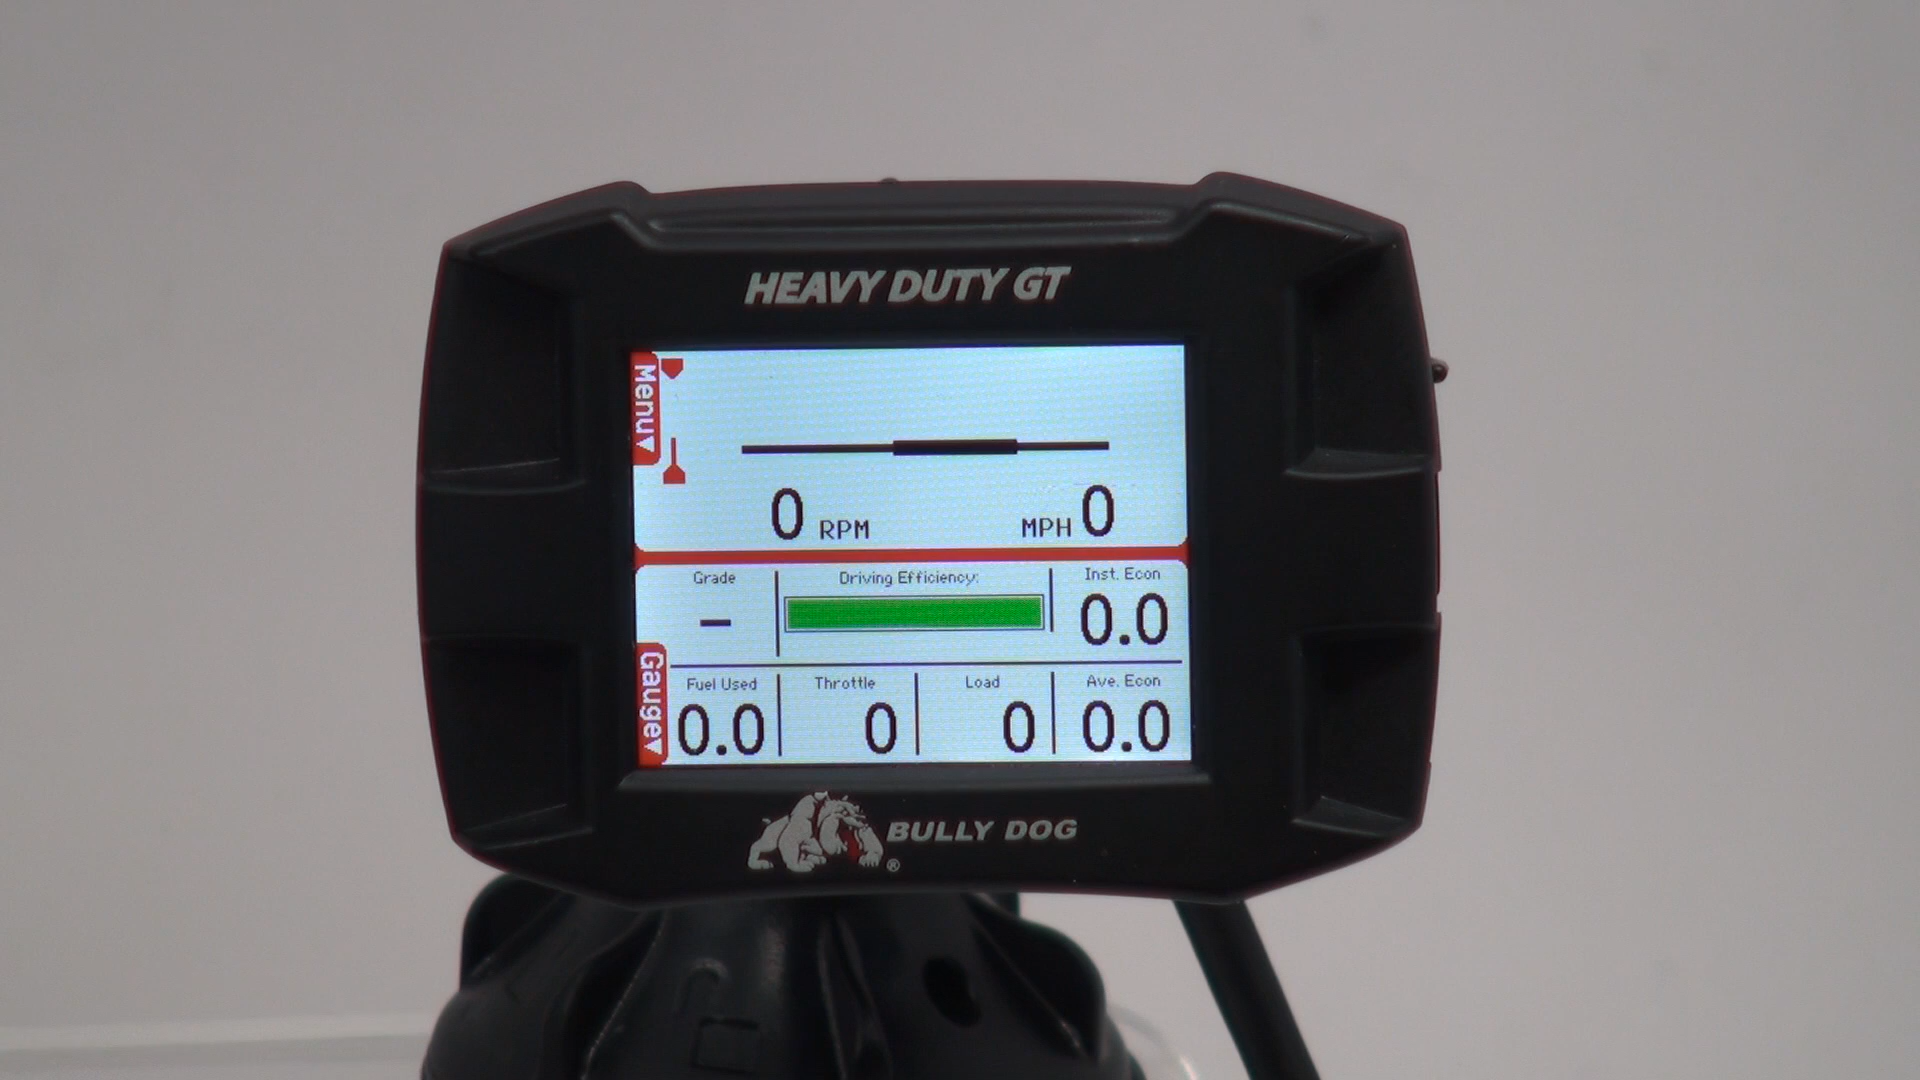 HEAVY DUTY GT
Menu
0 RPM MPH 0
Grade Driving Efficiency: Inst. Econ
– 0.0
Gauge
Fuel Used Throttle Load Ave. Econ
0.0 0 0 0.0
BULLY DOG ®